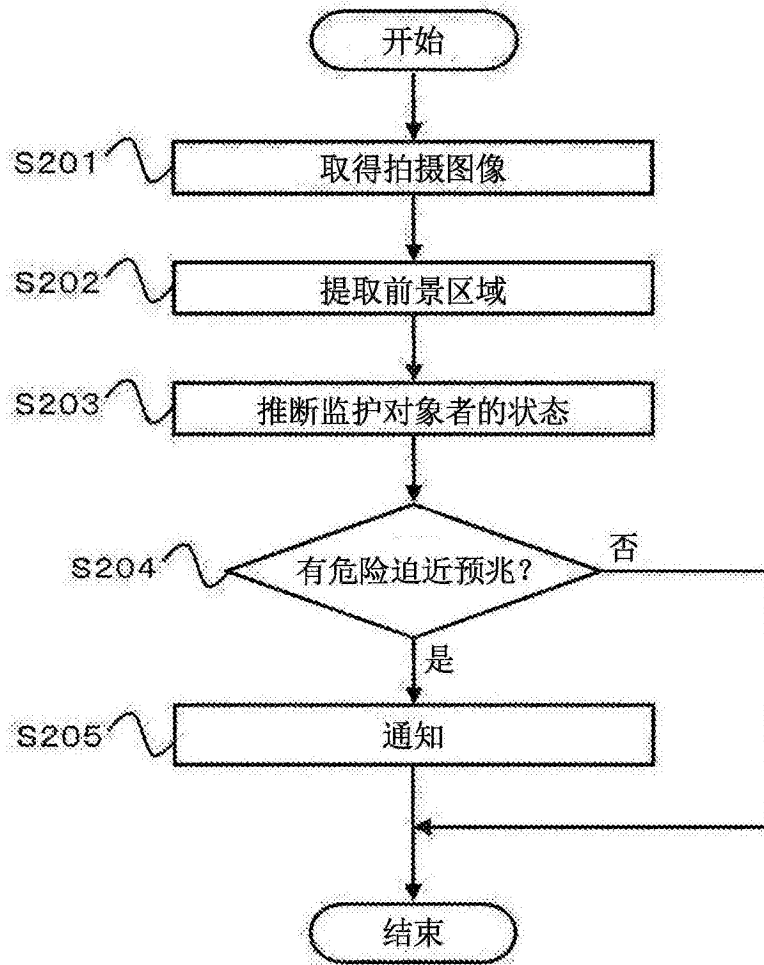 开始
S201
取得拍摄图像
S202
提取前景区域
S203
推断监护对象者的状态
S204
有危险迫近预兆?
否
是
S205
通知
结束